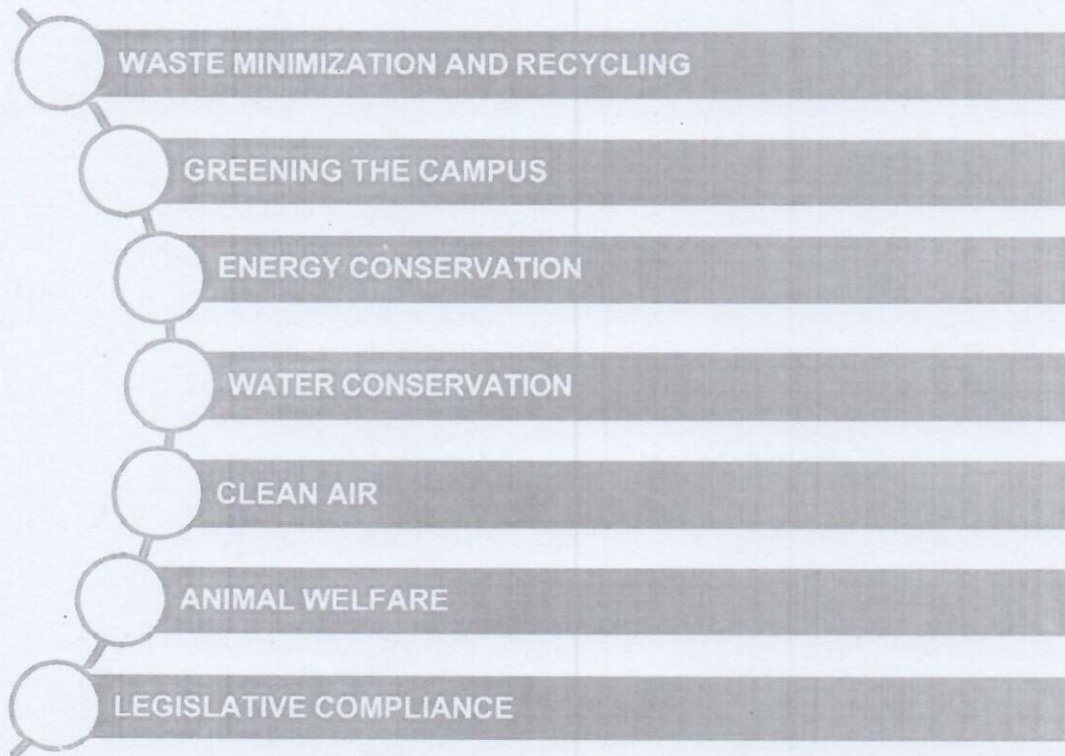 WASTE MINIMIZATION AND RECYCLING
GREENING THE CAMPUS
ENERGY CONSERVATION
WATER CONSERVATION
CLEAN AIR
ANIMAL WELFARE
LEGISLATIVE COMPLIANCE